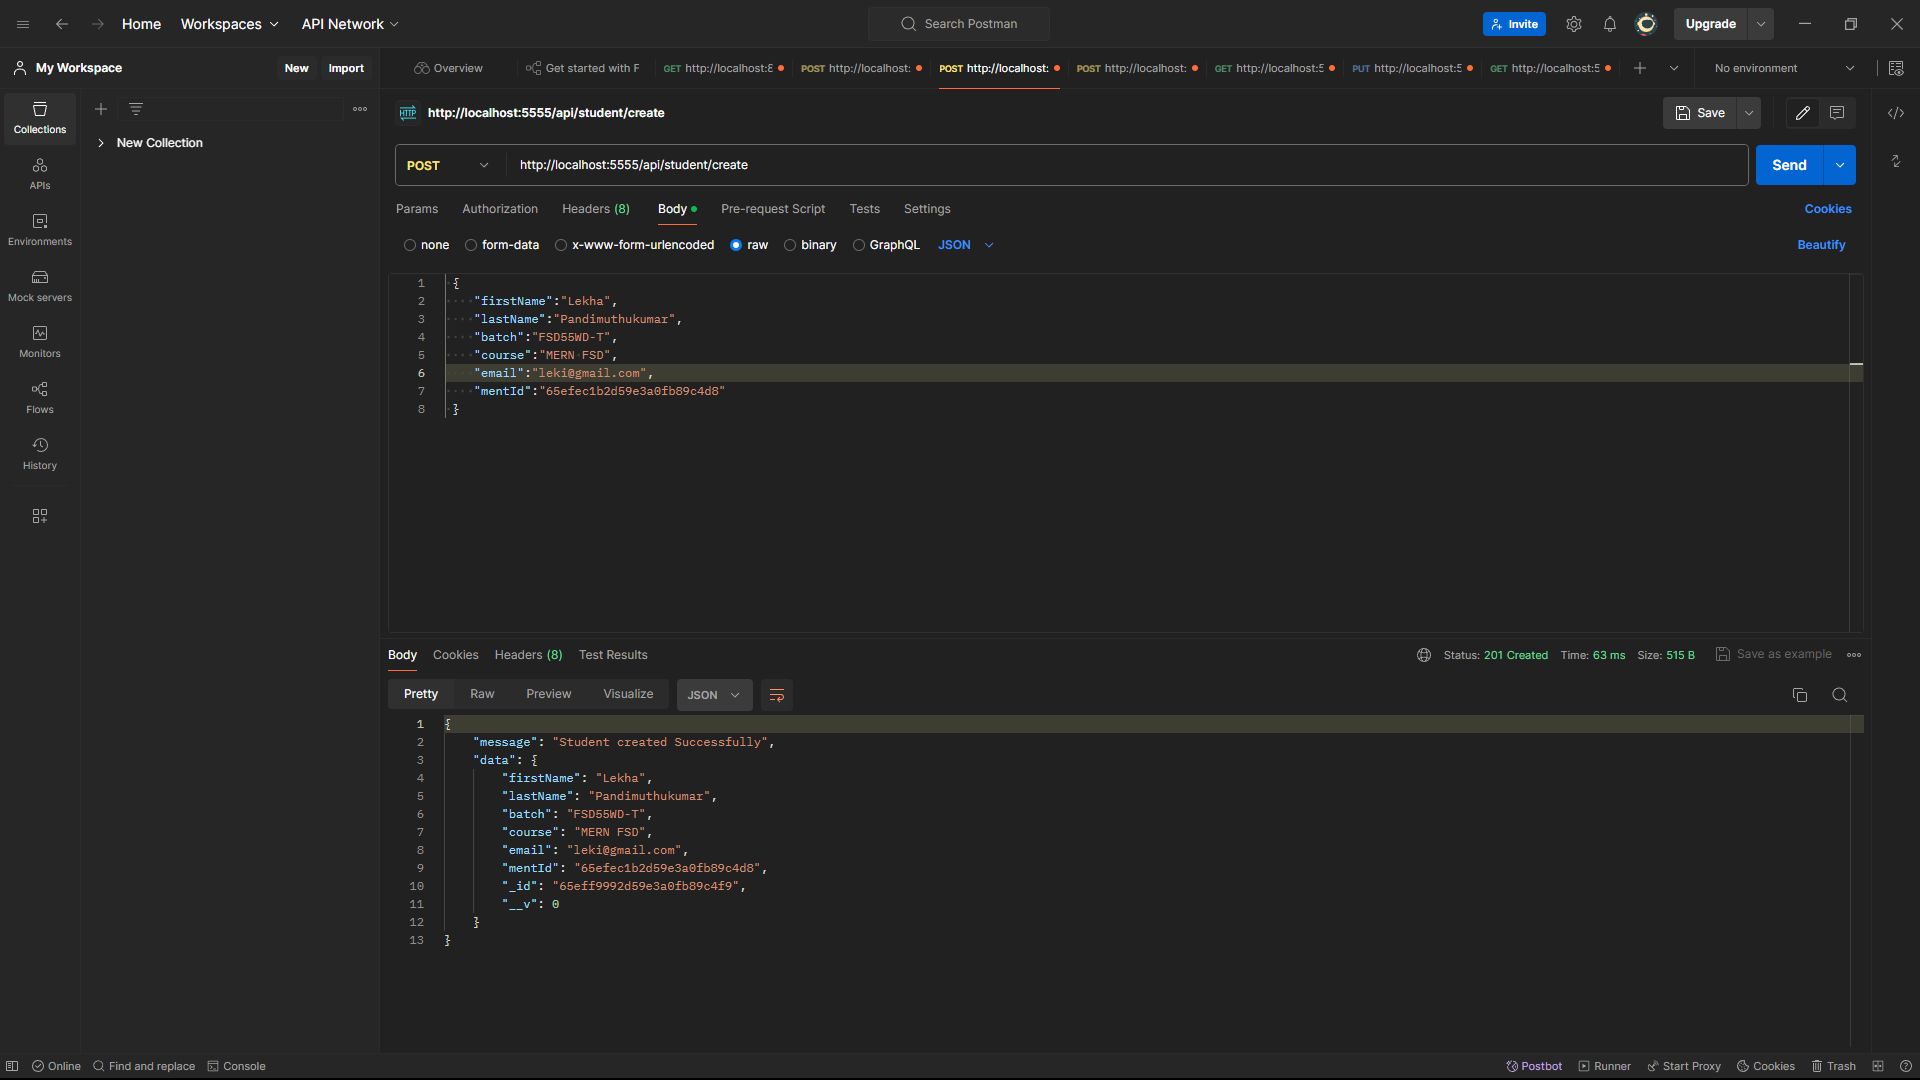 Home Workspaces API Network Search Postman Invite Upgrade
My Workspace New Import Overview Get started with F GET http://localhost:8 POST http://localhost: POST http://localhost: POST http://localhost: GET http://localhost:5 PUT http://localhost:5 GET http://localhost:5 No environment
Collections
New Collection
APIs
Environments
Mock servers
Monitors
Flows
History
HTTP http://localhost:5555/api/student/create Save
POST http://localhost:5555/api/student/create Send
Params Authorization Headers (8) Body Pre-request Script Tests Settings Cookies
none form-data x-www-form-urlencoded raw binary GraphQL JSON Beautify
1 {
2 "firstName":"Lekha",
3 "lastName":"Pandimuthukumar",
4 "batch":"FSD55WD-T",
5 "course":"MERN FSD",
6 "email":"leki@gmail.com",
7 "mentId":"65efec1b2d59e3a0fb89c4d8"
8 }
Body Cookies Headers (8) Test Results Status: 201 Created Time: 63 ms Size: 515 B Save as example
Pretty Raw Preview Visualize JSON
1 {
2 "message": "Student created Successfully",
3 "data": {
4 "firstName": "Lekha",
5 "lastName": "Pandimuthukumar",
6 "batch": "FSD55WD-T",
7 "course": "MERN FSD",
8 "email": "leki@gmail.com",
9 "mentId": "65efec1b2d59e3a0fb89c4d8",
10 "_id": "65eff9992d59e3a0fb89c4f9",
11 "__v": 0
12 }
13 }
Online Find and replace Console Postbot Runner Start Proxy Cookies Trash